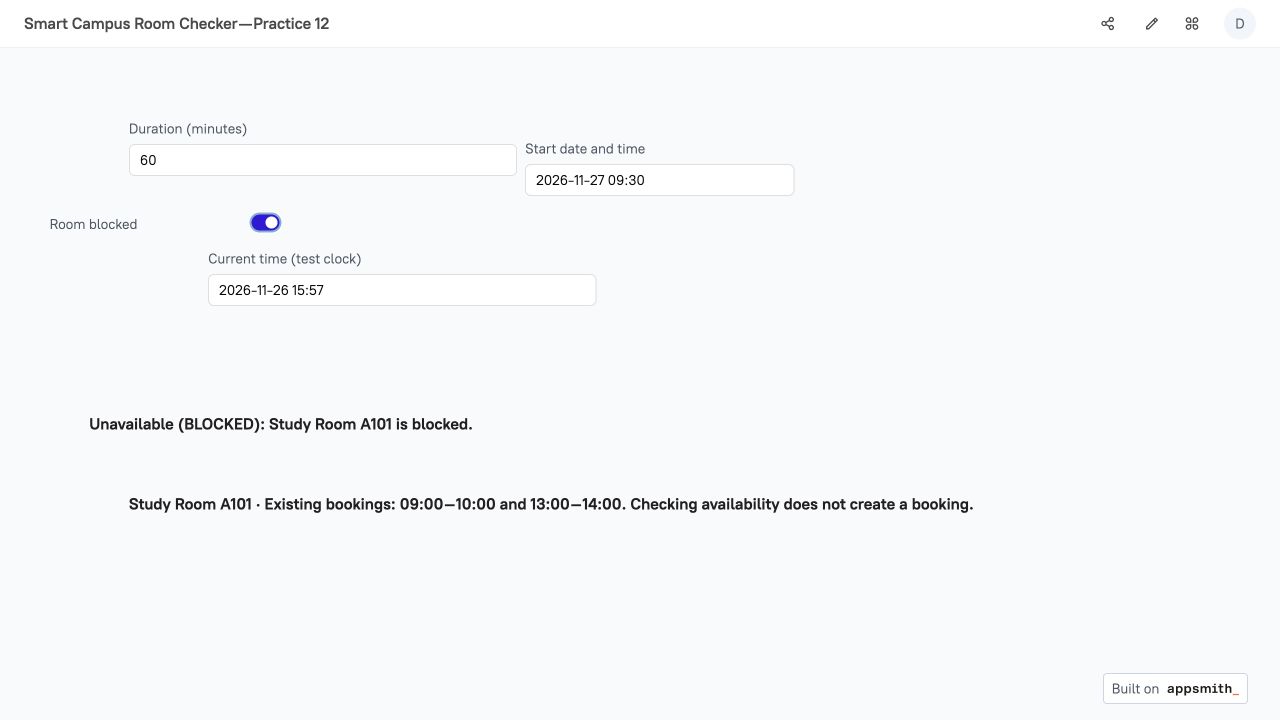 Smart Campus Room Checker—Practice 12
D
Duration (minutes)
60
Start date and time
2026-11-27 09:30
Room blocked
Current time (test clock)
2026-11-26 15:57
Unavailable (BLOCKED): Study Room A101 is blocked.
Study Room A101 · Existing bookings: 09:00–10:00 and 13:00–14:00. Checking availability does not create a booking.
Built on appsmith_